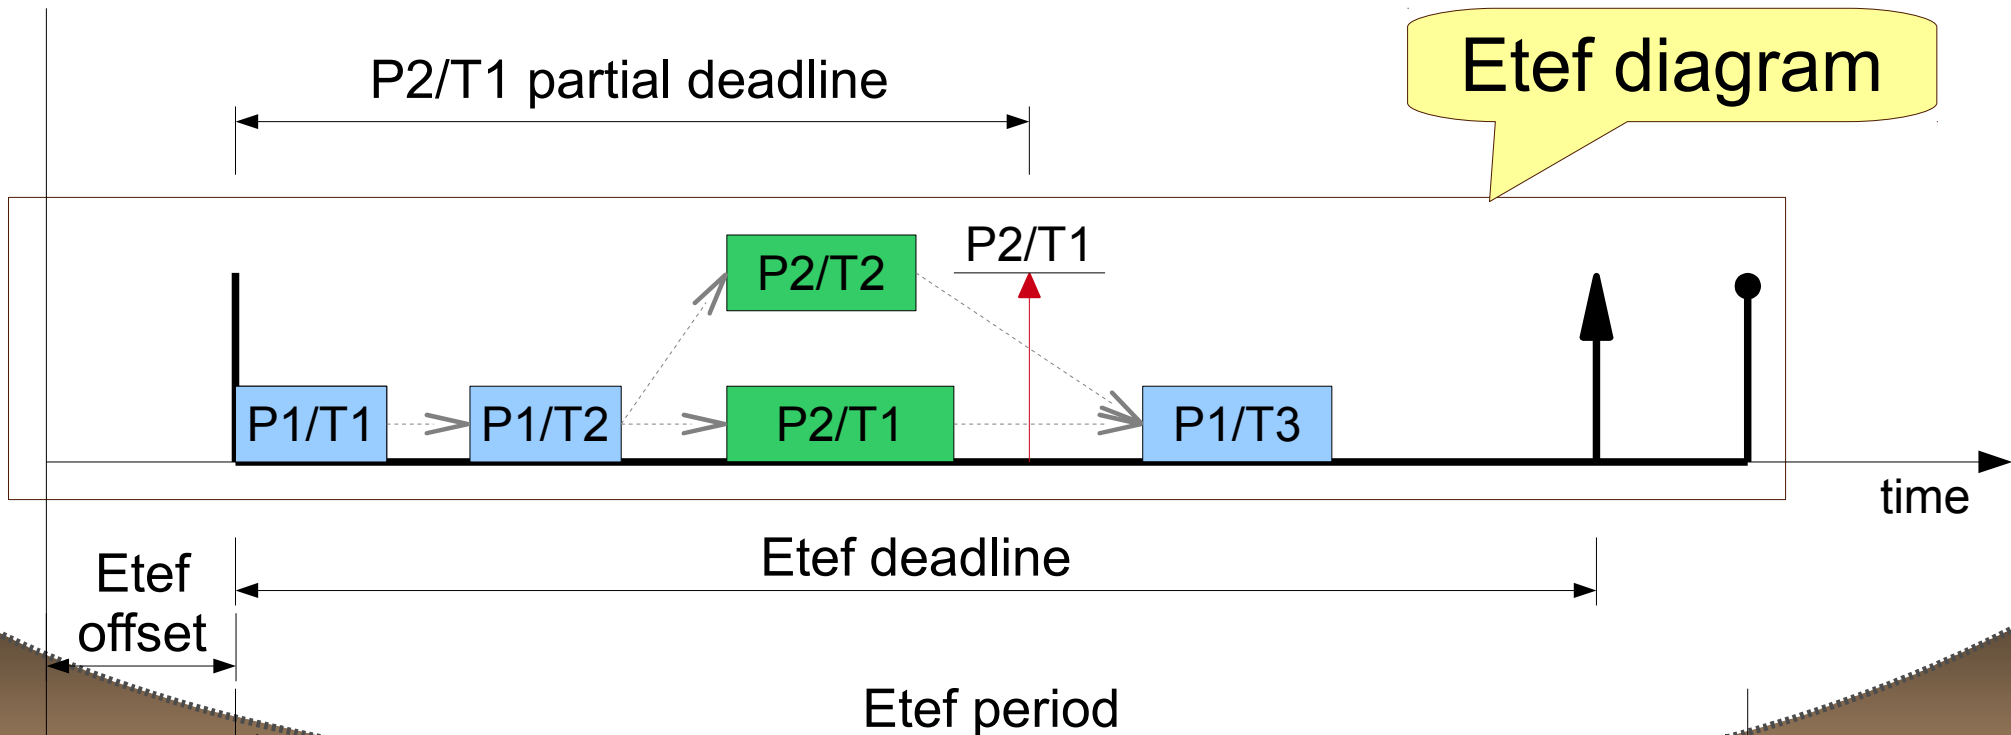 Etef diagram
P2/T1 partial deadline
P2/T1
P2/T2
P1/T1
P1/T2
P2/T1
P1/T3
time
Etef deadline
Etef
offset
Etef period